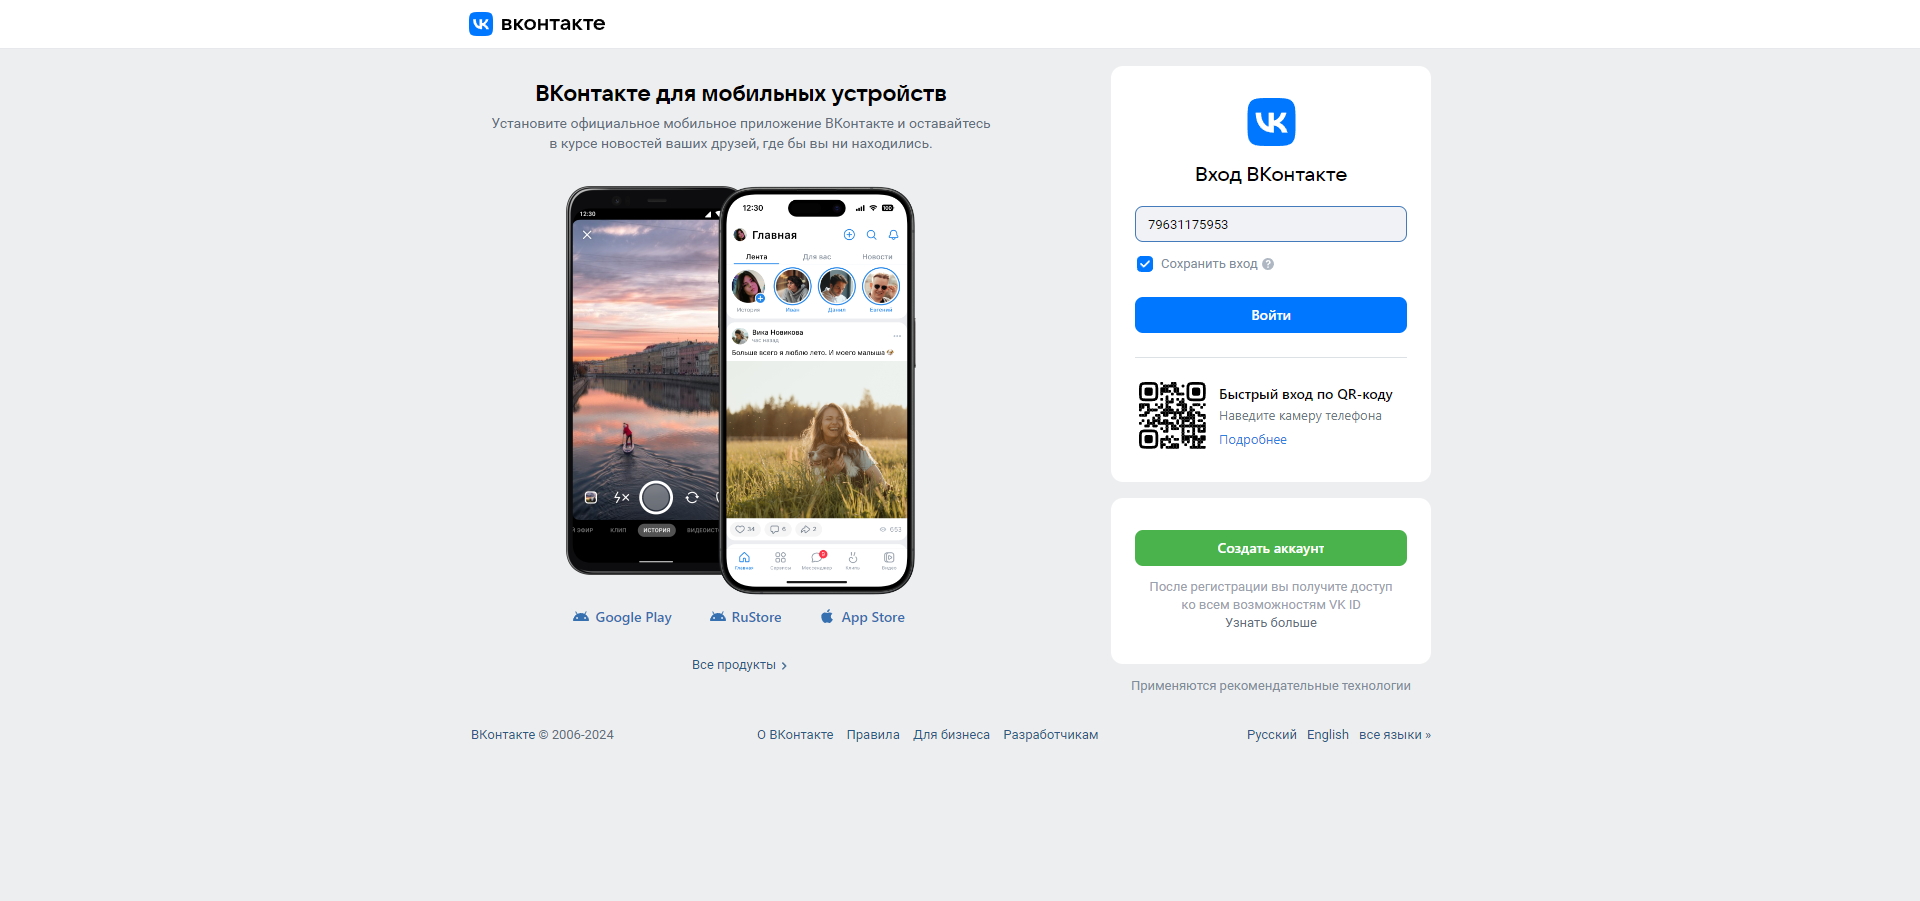 вконтакте
ВКонтакте для мобильных устройств
Установите официальное мобильное приложение ВКонтакте и оставайтесь
в курсе новостей ваших друзей, где бы вы ни находились.
12:30
КЛИП
ИСТОРИЯ
12:30
100
Главная
Лента
Для вас
Новости
История
Иван
Данил
Евгений
Вика Новикова
час назад
Больше всего я люблю лето. И моего малыша
34
6
2
653
Главная
Сервисы
Мессенджер
Клипы
Видео
Google Play
RuStore
App Store
Все продукты
Вход ВКонтакте
79631175953
Сохранить вход ?
Войти
Быстрый вход по QR-коду
Наведите камеру телефона
Подробнее
Создать аккаунт
После регистрации вы получите доступ
ко всем возможностям VK ID
Узнать больше
Применяются рекомендательные технологии
ВКонтакте © 2006-2024
О ВКонтакте Правила Для бизнеса Разработчикам
Русский English все языки »